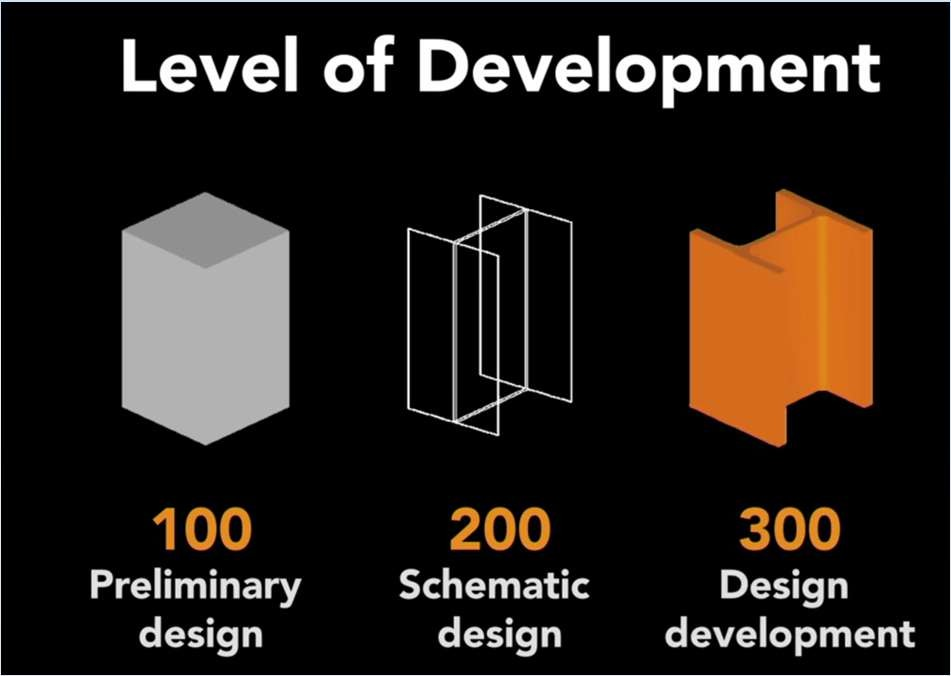 Level of Development
100
Preliminary
design
200
Schematic
design
300
Design
development